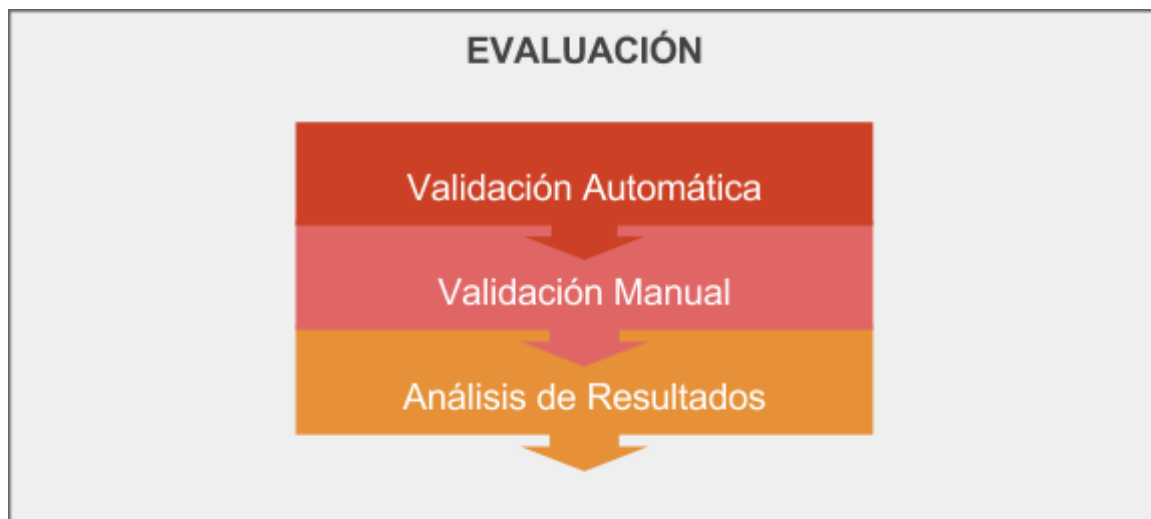 EVALUACIÓN
Validación Automática
Validación Manual
Análisis de Resultados